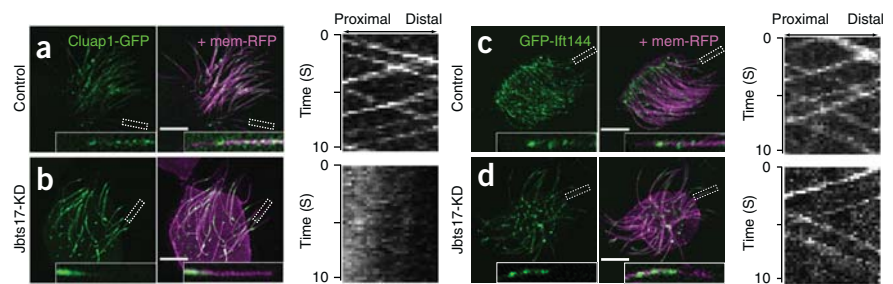 a
Cluap1-GFP
+ mem-RFP
Control
Proximal Distal
0
Time (S)
10
b
Jbts17-KD
0
Time (S)
10
c
GFP-Ift144
+ mem-RFP
Control
Proximal Distal
0
Time (S)
10
d
Jbts17-KD
0
Time (S)
10